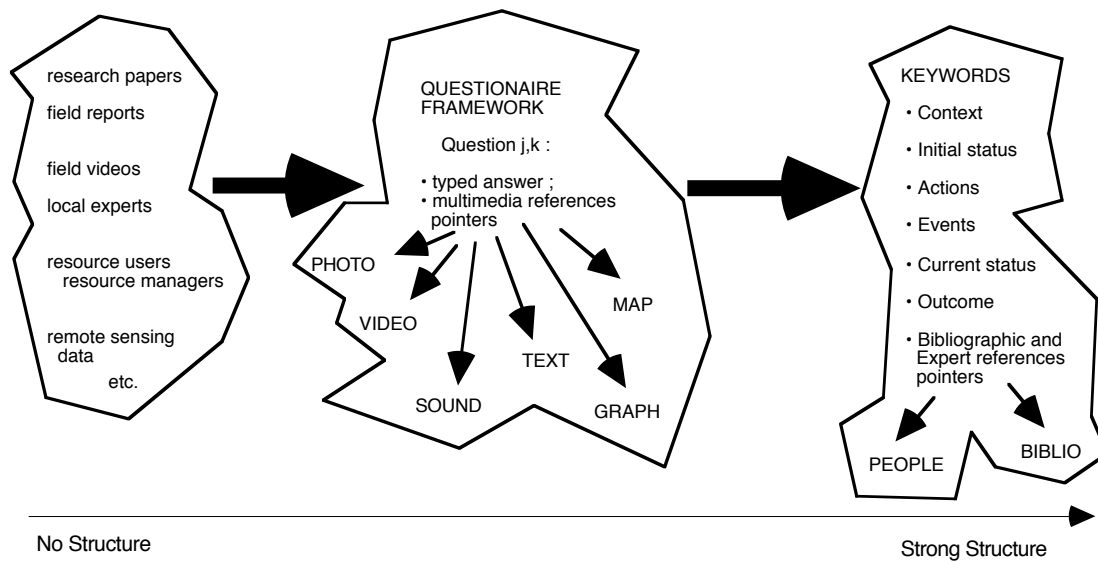 research papers
field reports
field videos
local experts
resource users
resource managers
remote sensing
data
etc.
QUESTIONAIRE
FRAMEWORK
Question j,k :
• typed answer ;
• multimedia references
pointers
PHOTO
VIDEO
SOUND
TEXT
GRAPH
MAP
KEYWORDS
• Context
• Initial status
• Actions
• Events
• Current status
• Outcome
• Bibliographic and
Expert references
pointers
PEOPLE
BIBLIO
No Structure
Strong Structure